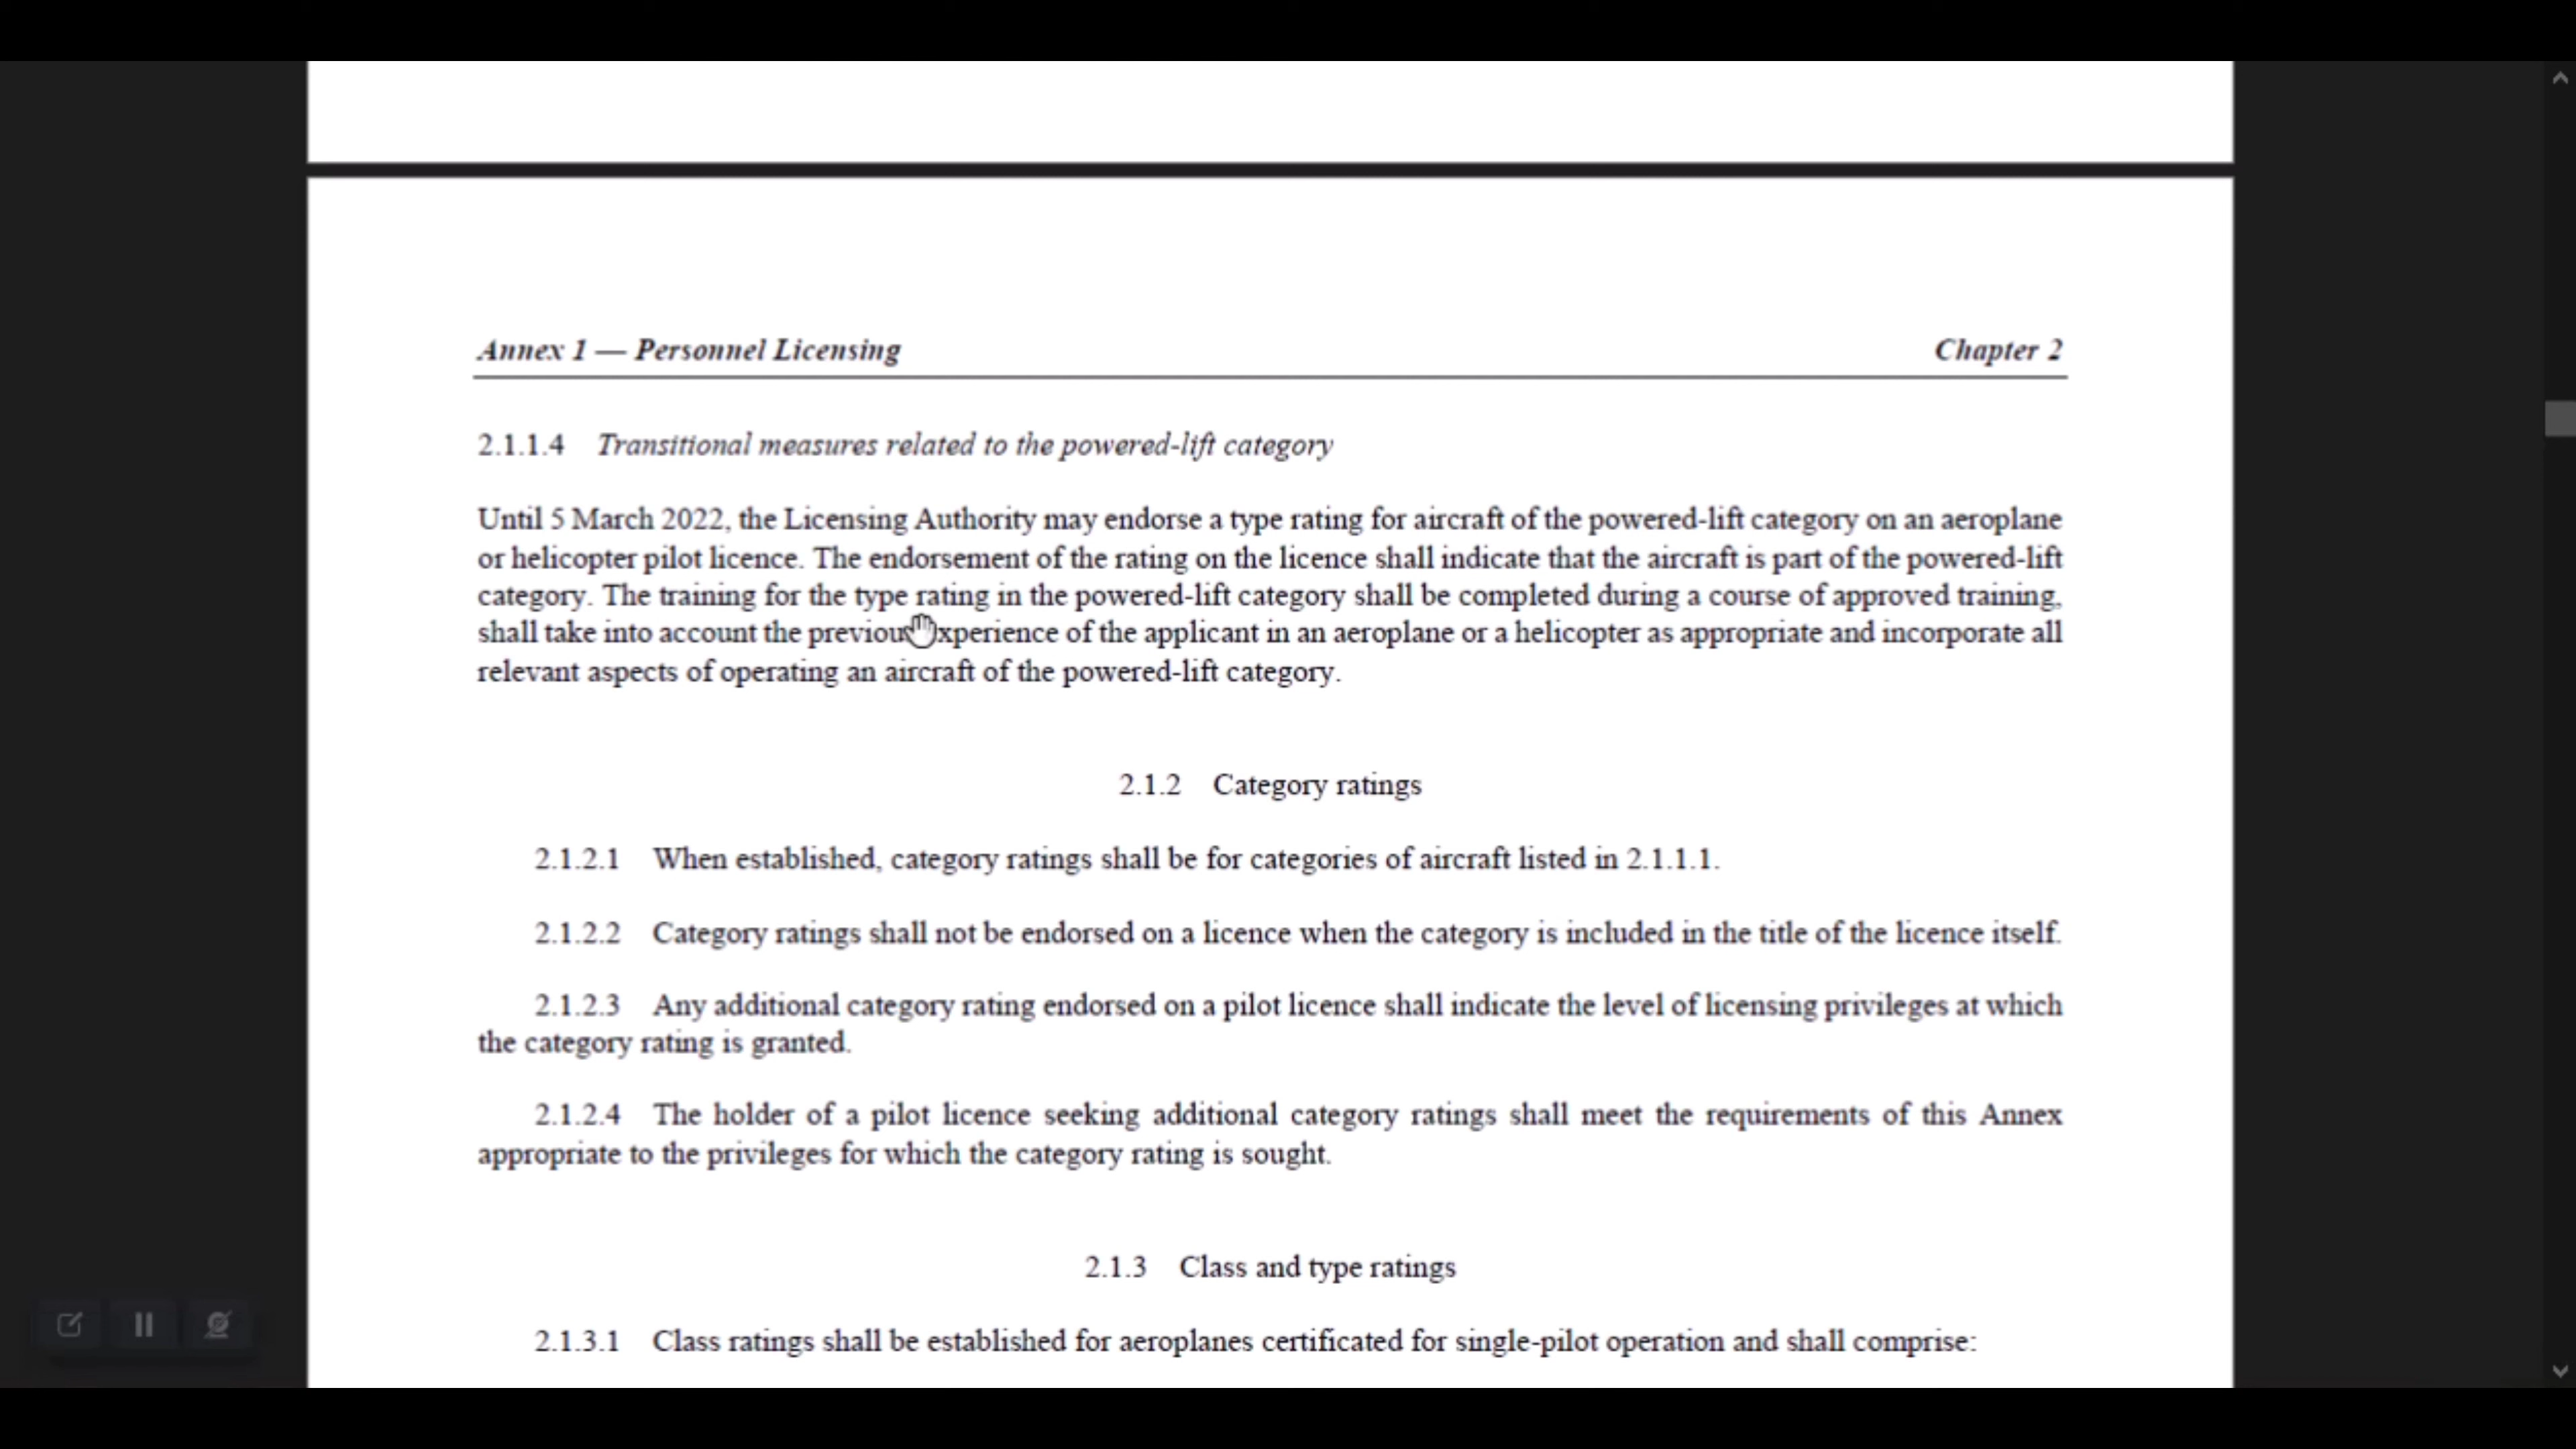 Annex 1 — Personnel Licensing Chapter 2
2.1.1.4 Transitional measures related to the powered-lift category
Until 5 March 2022, the Licensing Authority may endorse a type rating for aircraft of the powered-lift category on an aeroplane
or helicopter pilot licence. The endorsement of the rating on the licence shall indicate that the aircraft is part of the powered-lift
category. The training for the type rating in the powered-lift category shall be completed during a course of approved training,
shall take into account the previous experience of the applicant in an aeroplane or a helicopter as appropriate and incorporate all
relevant aspects of operating an aircraft of the powered-lift category.
2.1.2 Category ratings
2.1.2.1 When established, category ratings shall be for categories of aircraft listed in 2.1.1.1.
2.1.2.2 Category ratings shall not be endorsed on a licence when the category is included in the title of the licence itself.
2.1.2.3 Any additional category rating endorsed on a pilot licence shall indicate the level of licensing privileges at which
the category rating is granted.
2.1.2.4 The holder of a pilot licence seeking additional category ratings shall meet the requirements of this Annex
appropriate to the privileges for which the category rating is sought.
2.1.3 Class and type ratings
2.1.3.1 Class ratings shall be established for aeroplanes certificated for single-pilot operation and shall comprise: